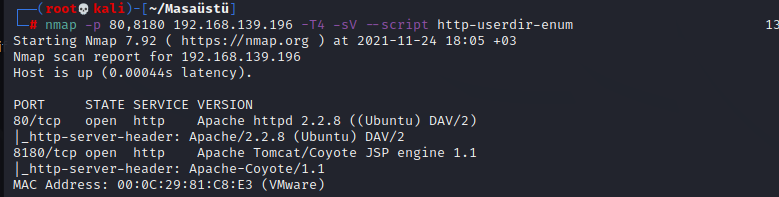 ┌──(root💀kali)-[~/Masaüstü]
└─# nmap -p 80,8180 192.168.139.196 -T4 -sV --script http-userdir-enum 13
Starting Nmap 7.92 ( https://nmap.org ) at 2021-11-24 18:05 +03
Nmap scan report for 192.168.139.196
Host is up (0.00044s latency).

PORT     STATE SERVICE VERSION
80/tcp   open  http    Apache httpd 2.2.8 ((Ubuntu) DAV/2)
|_http-server-header: Apache/2.2.8 (Ubuntu) DAV/2
8180/tcp open  http    Apache Tomcat/Coyote JSP engine 1.1
|_http-server-header: Apache-Coyote/1.1
MAC Address: 00:0C:29:81:C8:E3 (VMware)